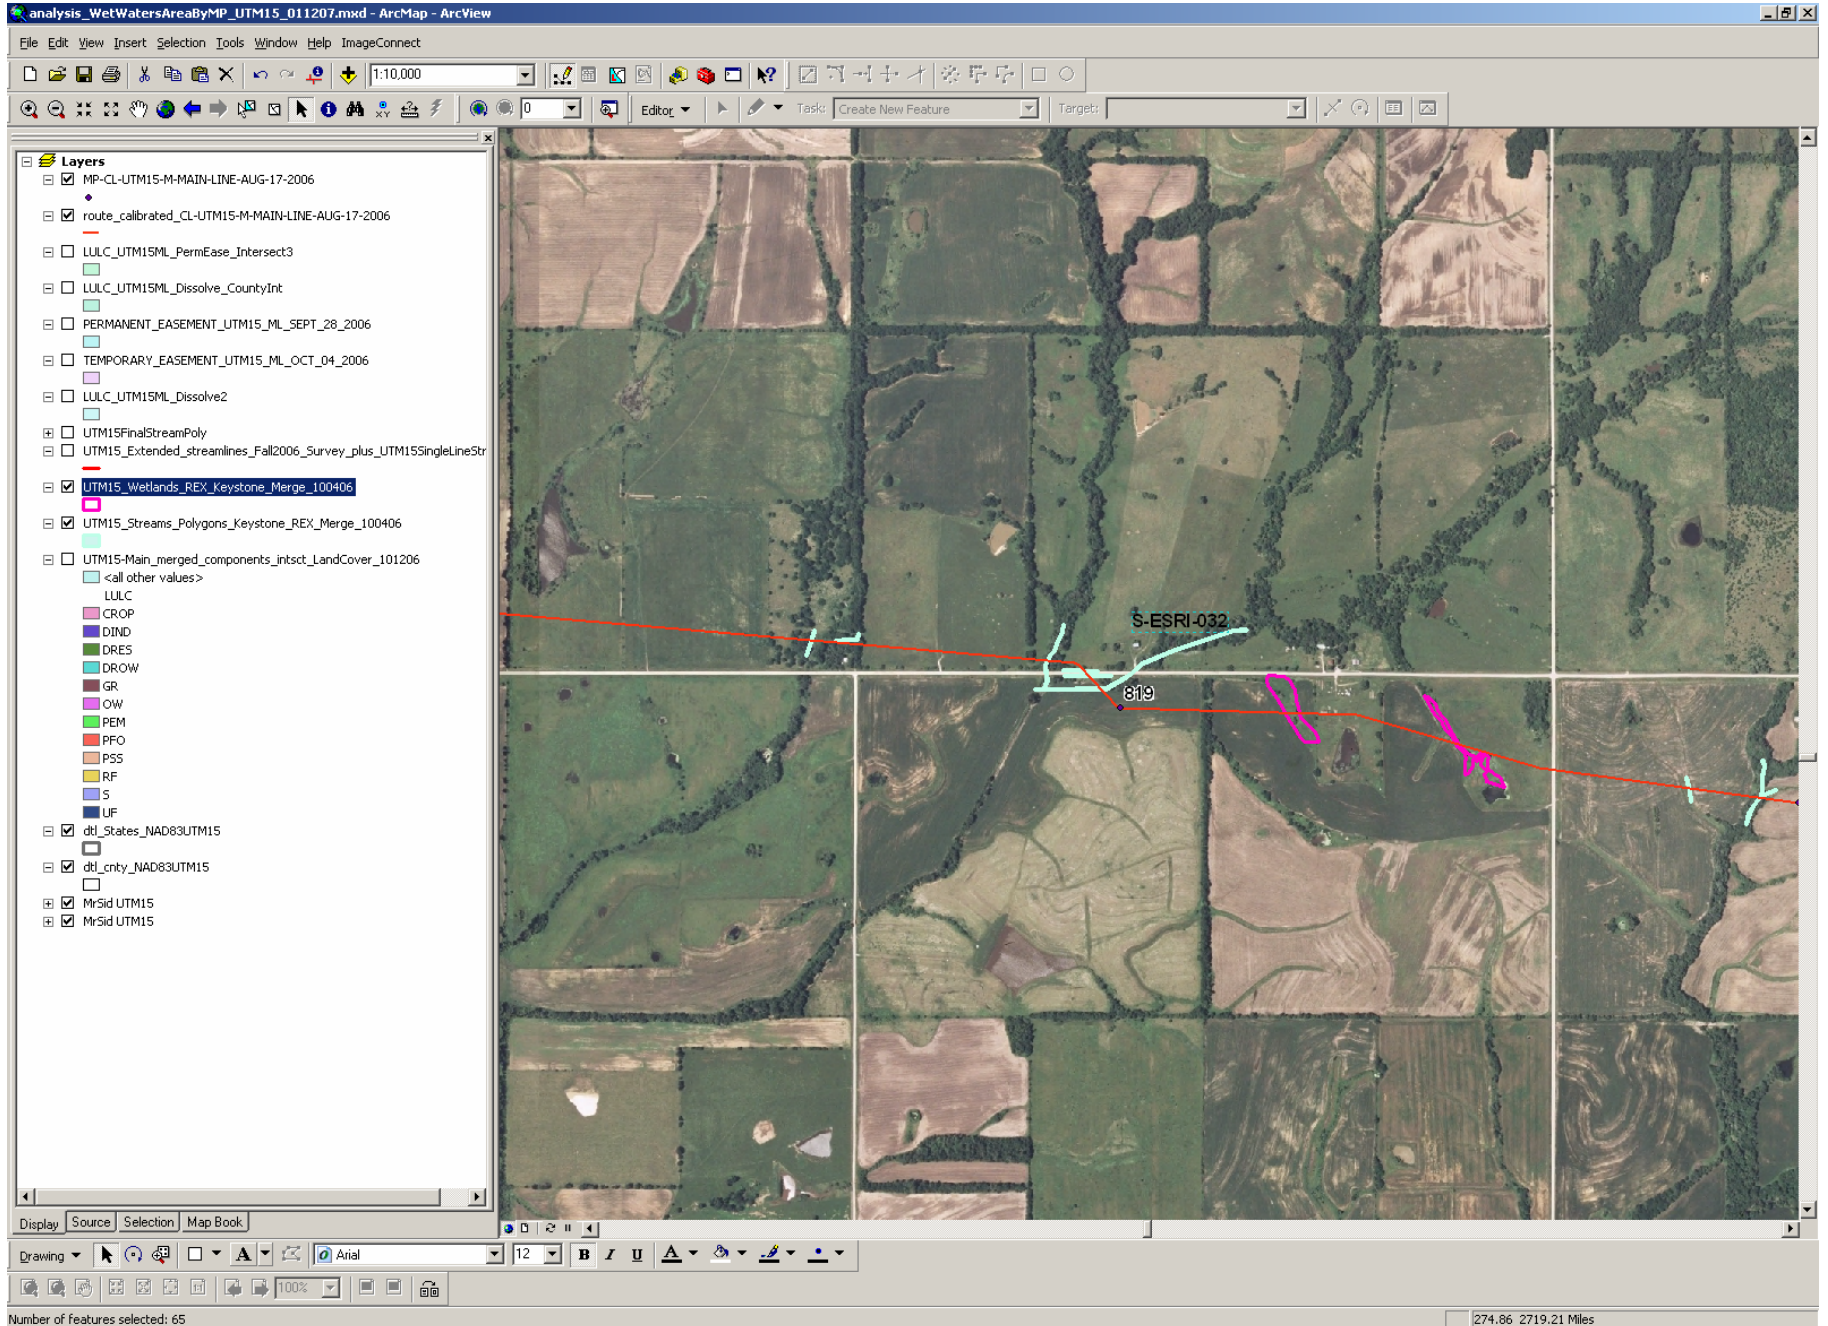 analysis_WetWatersAreaByMP_UTM15_011207.mxd - ArcMap - ArcView
File Edit View Insert Selection Tools Window Help ImageConnect
1:10,000
0 Editor Task: Create New Feature Target:
Layers
MP-CL-UTM15-M-MAIN-LINE-AUG-17-2006
route_calibrated_CL-UTM15-M-MAIN-LINE-AUG-17-2006
LULC_UTM15ML_PermEase_Intersect3
LULC_UTM15ML_Dissolve_CountyInt
PERMANENT_EASEMENT_UTM15_ML_SEPT_28_2006
TEMPORARY_EASEMENT_UTM15_ML_OCT_04_2006
LULC_UTM15ML_Dissolve2
UTM15FinalStreamPoly
UTM15_Extended_streamlines_Fall2006_Survey_plus_UTM15SingleLineStr
UTM15_Wetlands_REX_Keystone_Merge_100406
UTM15_Streams_Polygons_Keystone_REX_Merge_100406
UTM15-Main_merged_components_intsct_LandCover_101206
<all other values>
LULC
CROP
DIND
DRES
DROW
GR
OW
PEM
PFO
PSS
RF
S
UF
dtl_States_NAD83UTM15
dtl_cnty_NAD83UTM15
MrSid UTM15
MrSid UTM15
S-ESRI-032
819
Display Source Selection Map Book
Drawing A Arial 12 B I U A
1:1 100%
Number of features selected: 65
274.86 2719.21 Miles